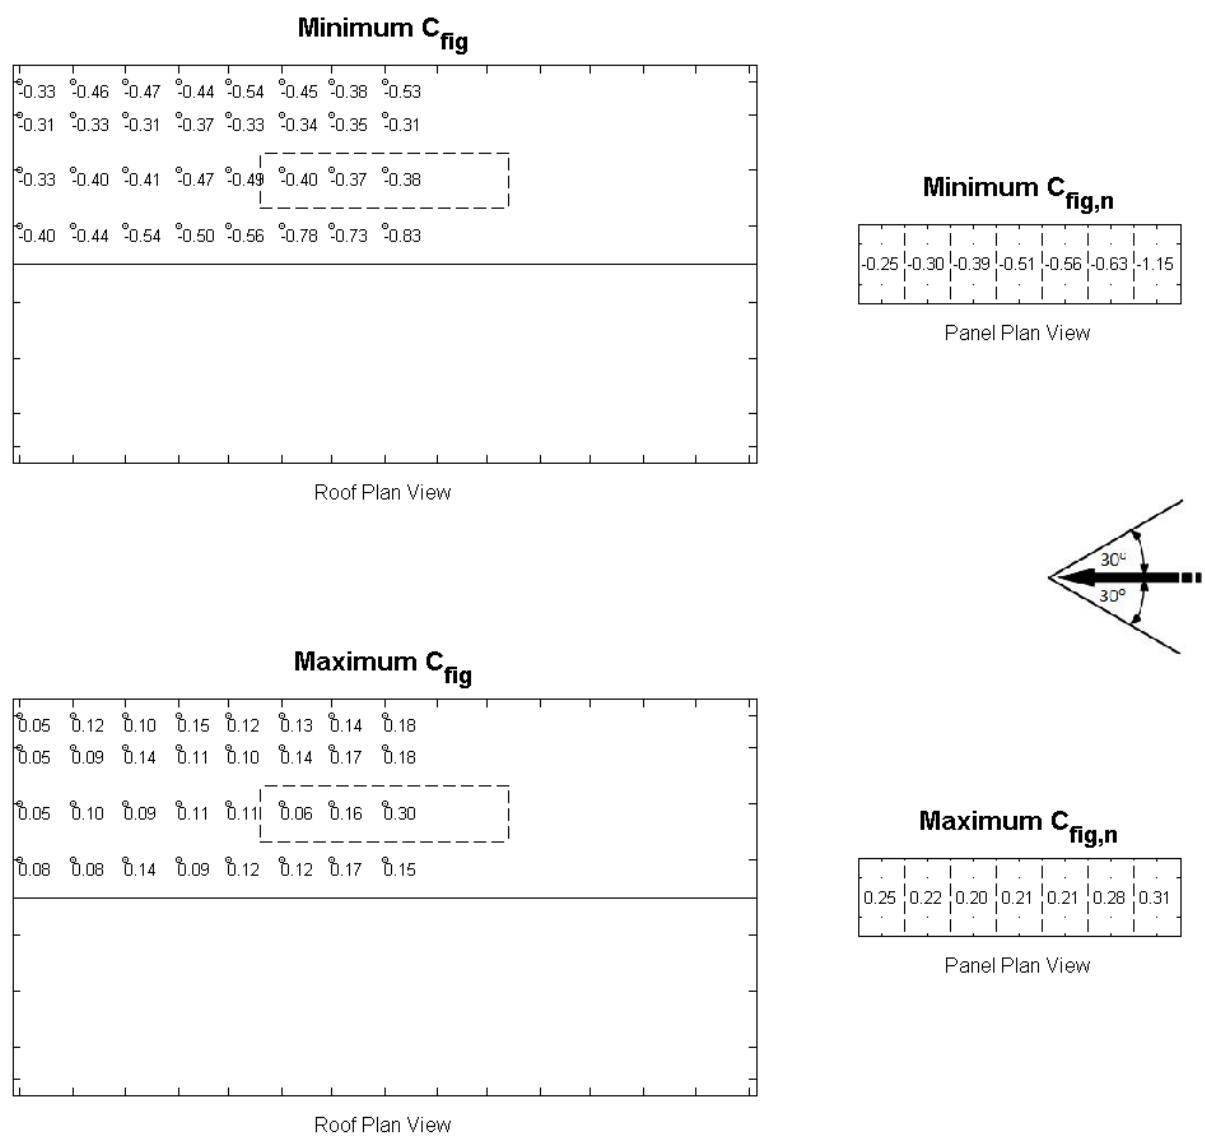 Minimum Cfig
-0.33 -0.46 -0.47 -0.44 -0.54 -0.45 -0.38 -0.53
-0.31 -0.33 -0.31 -0.37 -0.33 -0.34 -0.35 -0.31
-0.33 -0.40 -0.41 -0.47 -0.49 -0.40 -0.37 -0.38
-0.40 -0.44 -0.54 -0.50 -0.56 -0.78 -0.73 -0.83
Roof Plan View
Minimum Cfig,n
-0.25 -0.30 -0.39 -0.51 -0.56 -0.63 -1.15
Panel Plan View
30º
30º
Maximum Cfig
0.05 0.12 0.10 0.15 0.12 0.13 0.14 0.18
0.05 0.09 0.14 0.11 0.10 0.14 0.17 0.18
0.05 0.10 0.09 0.11 0.11 0.06 0.16 0.30
0.08 0.08 0.14 0.09 0.12 0.12 0.17 0.15
Roof Plan View
Maximum Cfig,n
0.25 0.22 0.20 0.21 0.21 0.28 0.31
Panel Plan View